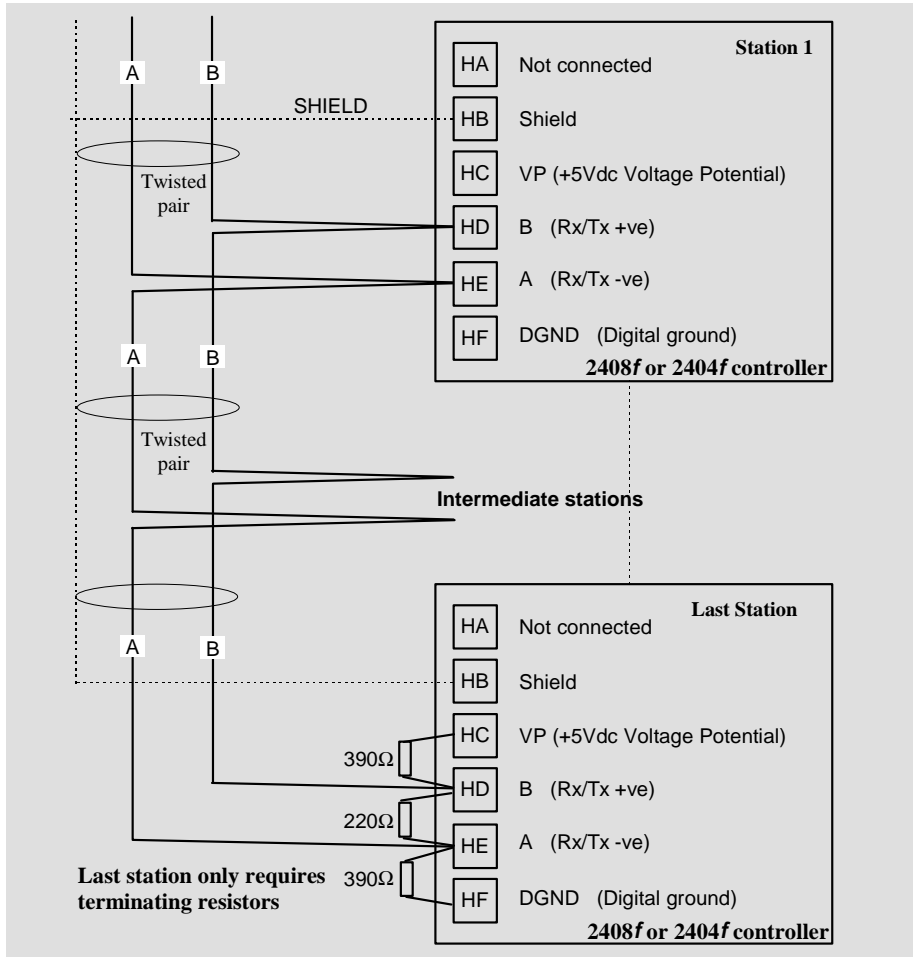 A
B
SHIELD
Twisted
pair
Station 1
HA Not connected
HB Shield
HC VP (+5Vdc Voltage Potential)
HD B (Rx/Tx +ve)
HE A (Rx/Tx -ve)
HF DGND (Digital ground)
2408f or 2404f controller
A
B
Twisted
pair
Intermediate stations
A
B
Last Station
HA Not connected
HB Shield
HC VP (+5Vdc Voltage Potential)
390Ω
HD B (Rx/Tx +ve)
220Ω
HE A (Rx/Tx -ve)
390Ω
HF DGND (Digital ground)
2408f or 2404f controller
Last station only requires
terminating resistors